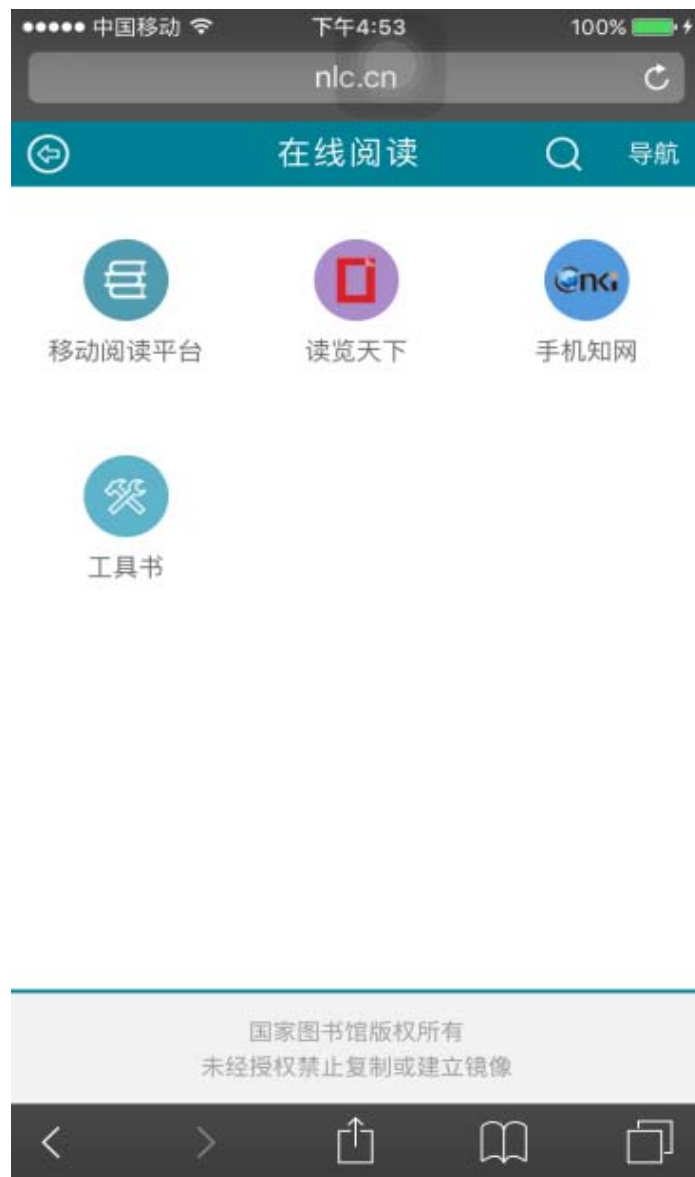 中国移动 下午4:53 100%
nlc.cn
在线阅读 导航
cnki
移动阅读平台 读览天下 手机知网
工具书
国家图书馆版权所有
未经授权禁止复制或建立镜像